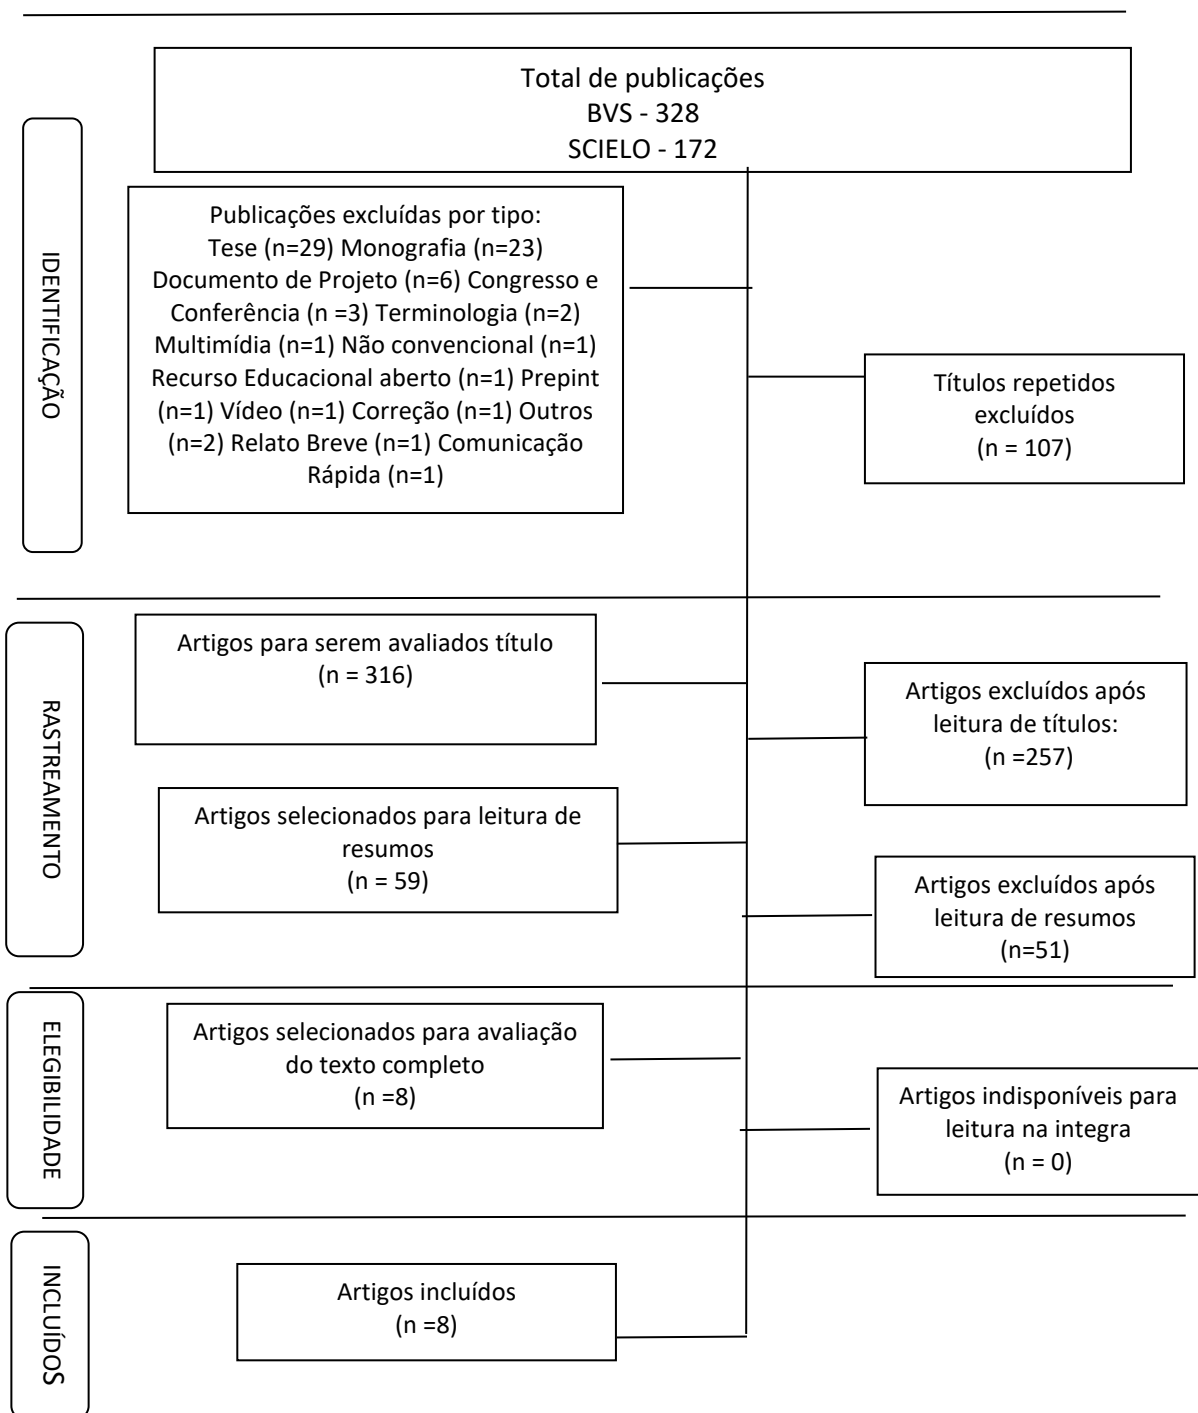 Total de publicações
BVS - 328
SCIELO - 172
IDENTIFICAÇÃO
Publicações excluídas por tipo:
Tese (n=29) Monografia (n=23)
Documento de Projeto (n=6) Congresso e
Conferência (n =3) Terminologia (n=2)
Multimídia (n=1) Não convencional (n=1)
Recurso Educacional aberto (n=1) Prepint
(n=1) Vídeo (n=1) Correção (n=1) Outros
(n=2) Relato Breve (n=1) Comunicação
Rápida (n=1)
Títulos repetidos
excluídos
(n = 107)
RASTREAMENTO
Artigos para serem avaliados título
(n = 316)
Artigos excluídos após
leitura de títulos:
(n =257)
Artigos selecionados para leitura de
resumos
(n = 59)
Artigos excluídos após
leitura de resumos
(n=51)
ELEGIBILIDADE
Artigos selecionados para avaliação
do texto completo
(n =8)
Artigos indisponíveis para
leitura na integra
(n = 0)
INCLUÍDOS
Artigos incluídos
(n =8)